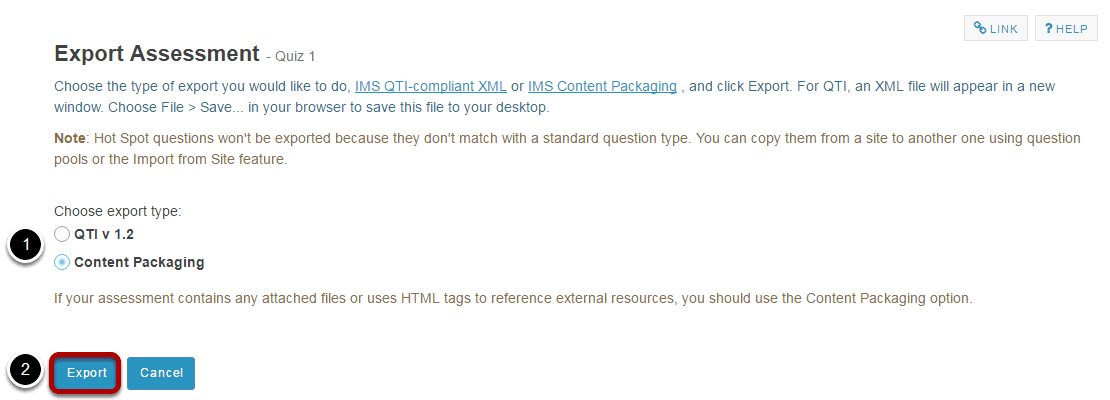 LINK
? HELP
Export Assessment - Quiz 1
Choose the type of export you would like to do, IMS QTI-compliant XML or IMS Content Packaging , and click Export. For QTI, an XML file will appear in a new
window. Choose File > Save... in your browser to save this file to your desktop.
Note: Hot Spot questions won't be exported because they don't match with a standard question type. You can copy them from a site to another one using question
pools or the Import from Site feature.
Choose export type:
1
QTI v 1.2
Content Packaging
If your assessment contains any attached files or uses HTML tags to reference external resources, you should use the Content Packaging option.
2
Export
Cancel